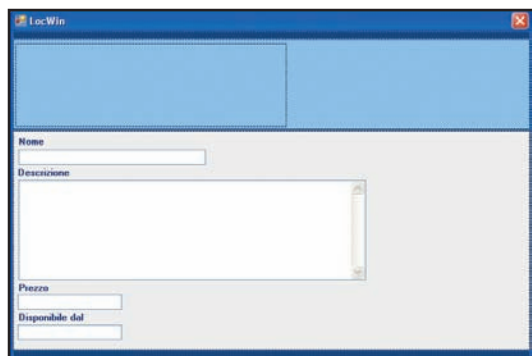 LocWin
Nome
Descrizione
Prezzo
Disponibile dal